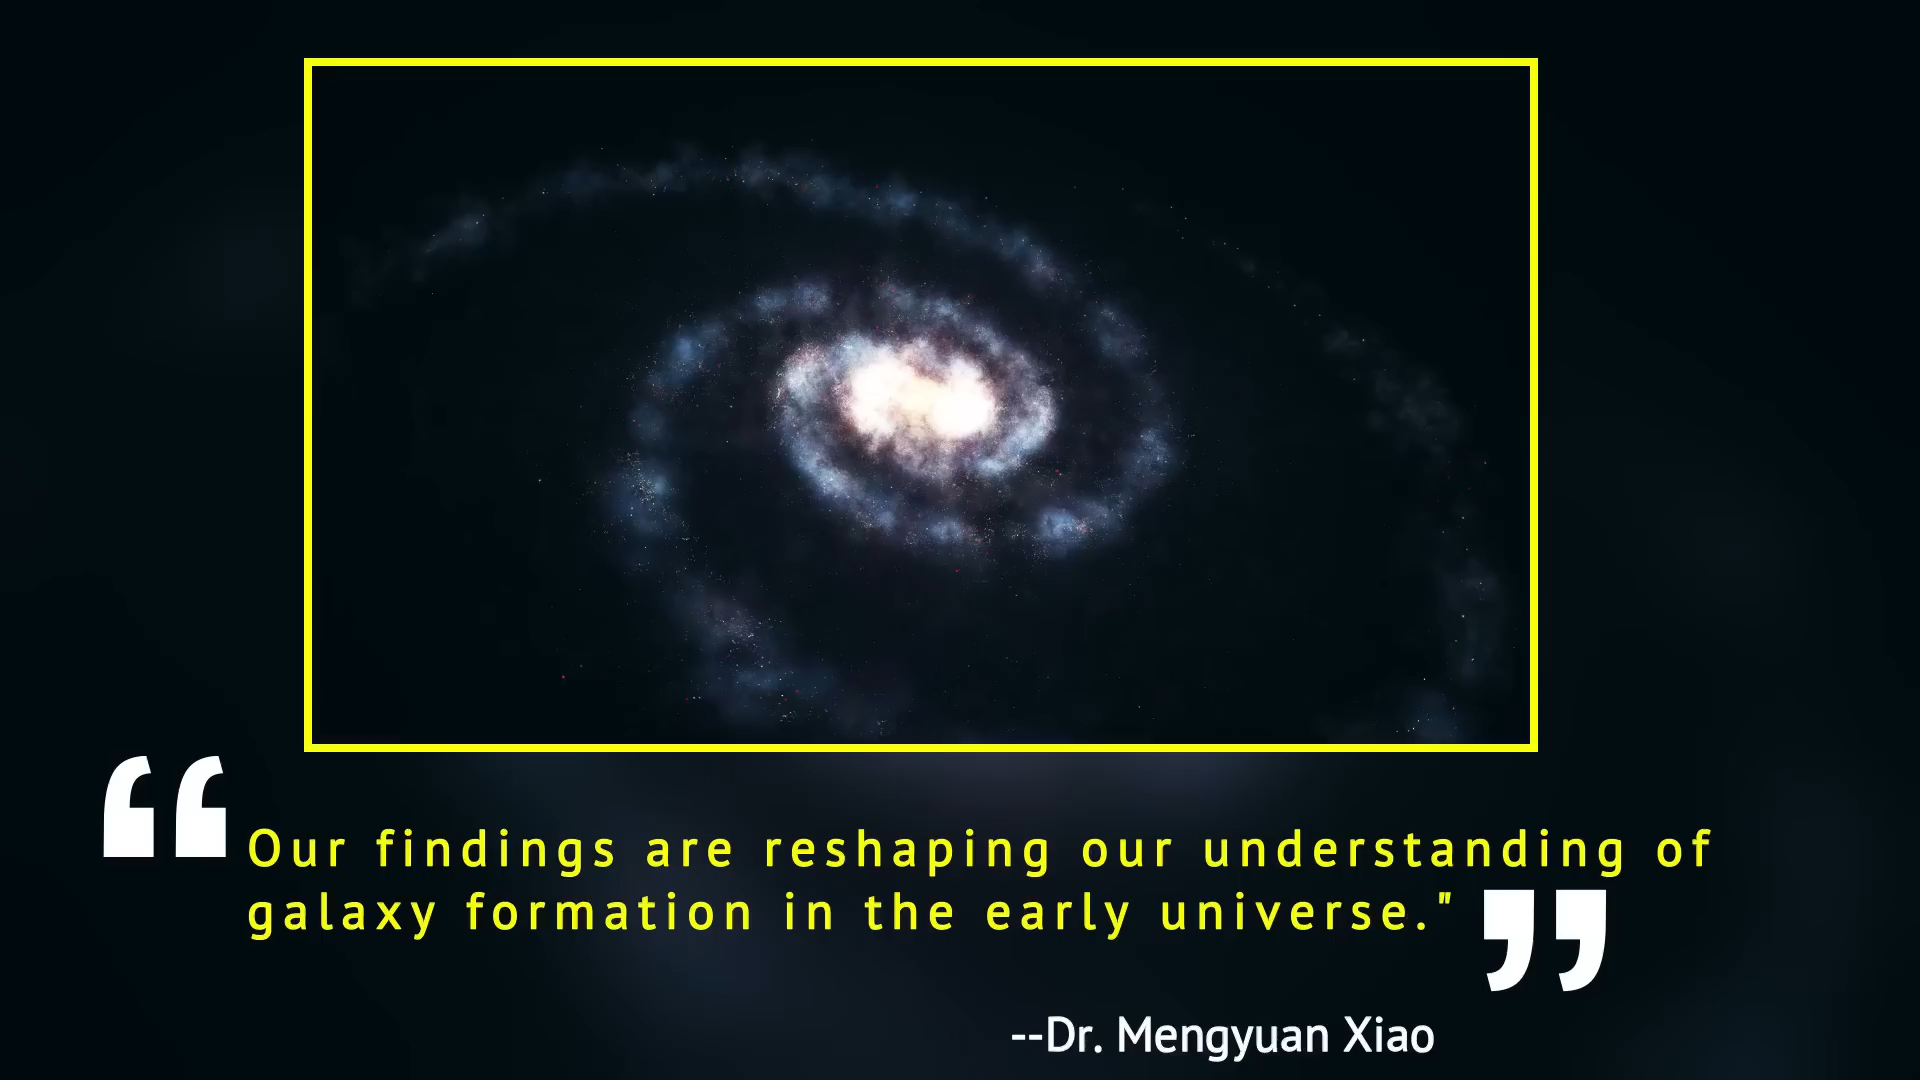 “Our findings are reshaping our understanding of
galaxy formation in the early universe."”
--Dr. Mengyuan Xiao